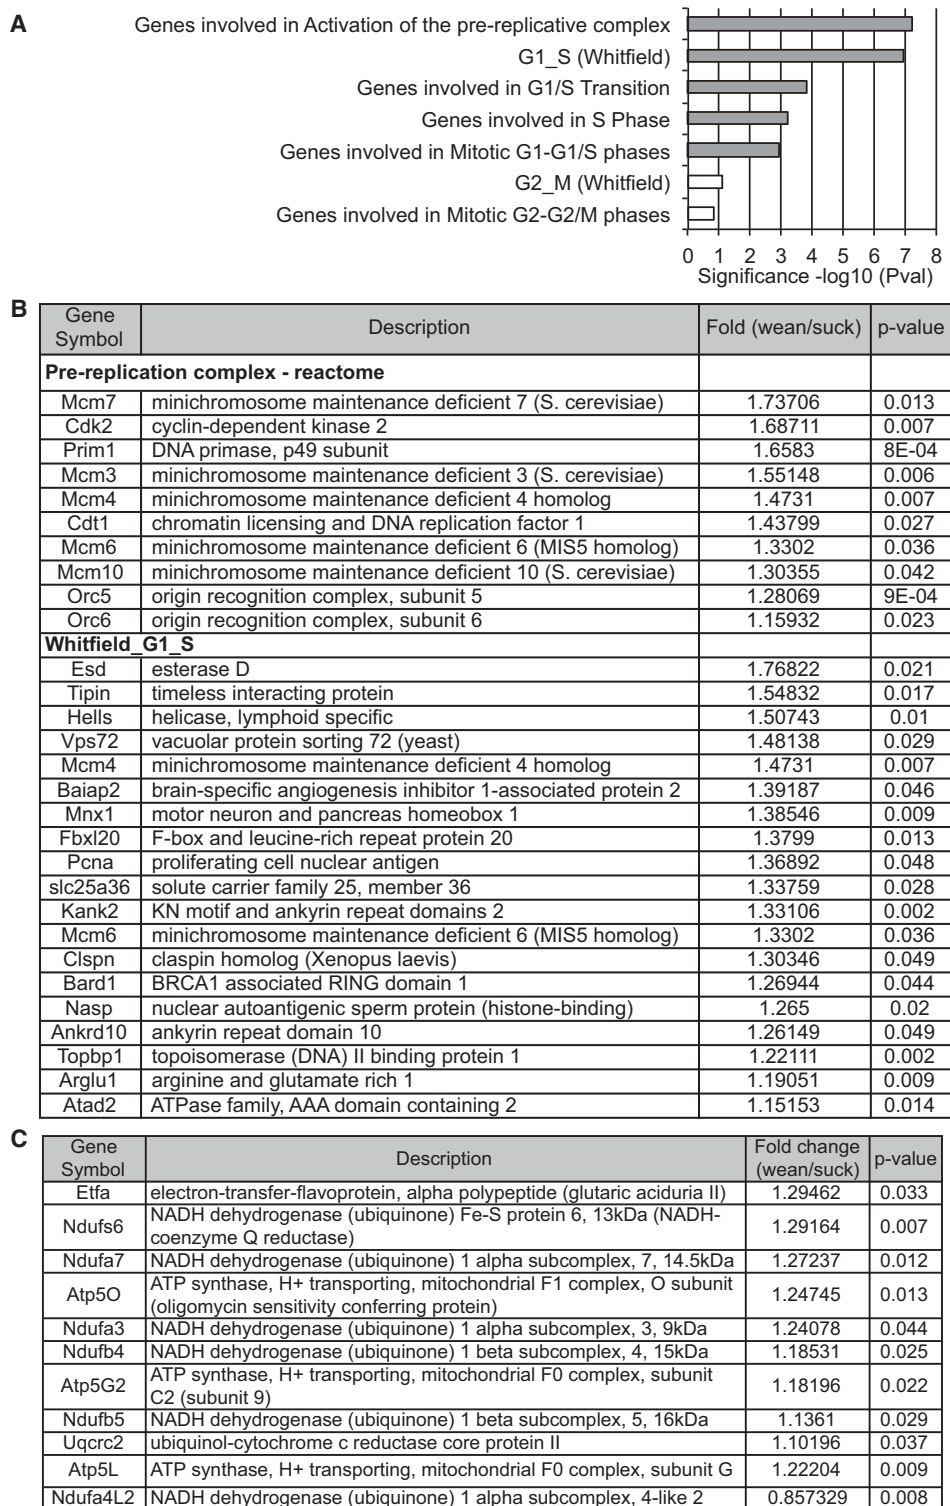 A
Genes involved in Activation of the pre-replicative complex
G1_S (Whitfield)
Genes involved in G1/S Transition
Genes involved in S Phase
Genes involved in Mitotic G1-G1/S phases
G2_M (Whitfield)
Genes involved in Mitotic G2-G2/M phases
0 1 2 3 4 5 6 7 8
Significance -log10 (Pval)
B
Gene Symbol Description Fold (wean/suck) p-value
Pre-replication complex - reactome
Mcm7 minichromosome maintenance deficient 7 (S. cerevisiae) 1.73706 0.013
Cdk2 cyclin-dependent kinase 2 1.68711 0.007
Prim1 DNA primase, p49 subunit 1.6583 8E-04
Mcm3 minichromosome maintenance deficient 3 (S. cerevisiae) 1.55148 0.006
Mcm4 minichromosome maintenance deficient 4 homolog 1.4731 0.007
Cdt1 chromatin licensing and DNA replication factor 1 1.43799 0.027
Mcm6 minichromosome maintenance deficient 6 (MIS5 homolog) 1.3302 0.036
Mcm10 minichromosome maintenance deficient 10 (S. cerevisiae) 1.30355 0.042
Orc5 origin recognition complex, subunit 5 1.28069 9E-04
Orc6 origin recognition complex, subunit 6 1.15932 0.023
Whitfield_G1_S
Esd esterase D 1.76822 0.021
Tipin timeless interacting protein 1.54832 0.017
Hells helicase, lymphoid specific 1.50743 0.01
Vps72 vacuolar protein sorting 72 (yeast) 1.48138 0.029
Mcm4 minichromosome maintenance deficient 4 homolog 1.4731 0.007
Baiap2 brain-specific angiogenesis inhibitor 1-associated protein 2 1.39187 0.046
Mnx1 motor neuron and pancreas homeobox 1 1.38546 0.009
Fbxl20 F-box and leucine-rich repeat protein 20 1.3799 0.013
Pcna proliferating cell nuclear antigen 1.36892 0.048
slc25a36 solute carrier family 25, member 36 1.33759 0.028
Kank2 KN motif and ankyrin repeat domains 2 1.33106 0.002
Mcm6 minichromosome maintenance deficient 6 (MIS5 homolog) 1.3302 0.036
Clspn claspin homolog (Xenopus laevis) 1.30346 0.049
Bard1 BRCA1 associated RING domain 1 1.26944 0.044
Nasp nuclear autoantigenic sperm protein (histone-binding) 1.265 0.02
Ankrd10 ankyrin repeat domain 10 1.26149 0.049
Topbp1 topoisomerase (DNA) II binding protein 1 1.22111 0.002
Arglu1 arginine and glutamate rich 1 1.19051 0.009
Atad2 ATPase family, AAA domain containing 2 1.15153 0.014
C
Gene Symbol Description Fold change (wean/suck) p-value
Etfa electron-transfer-flavoprotein, alpha polypeptide (glutaric aciduria II) 1.29462 0.033
Ndufs6 NADH dehydrogenase (ubiquinone) Fe-S protein 6, 13kDa (NADH-
coenzyme Q reductase) 1.29164 0.007
Ndufa7 NADH dehydrogenase (ubiquinone) 1 alpha subcomplex, 7, 14.5kDa 1.27237 0.012
Atp5O ATP synthase, H+ transporting, mitochondrial F1 complex, O subunit
(oligomycin sensitivity conferring protein) 1.24745 0.013
Ndufa3 NADH dehydrogenase (ubiquinone) 1 alpha subcomplex, 3, 9kDa 1.24078 0.044
Ndufb4 NADH dehydrogenase (ubiquinone) 1 beta subcomplex, 4, 15kDa 1.18531 0.025
Atp5G2 ATP synthase, H+ transporting, mitochondrial F0 complex, subunit
C2 (subunit 9) 1.18196 0.022
Ndufb5 NADH dehydrogenase (ubiquinone) 1 beta subcomplex, 5, 16kDa 1.1361 0.029
Uqcrc2 ubiquinol-cytochrome c reductase core protein II 1.10196 0.037
Atp5L ATP synthase, H+ transporting, mitochondrial F0 complex, subunit G 1.22204 0.009
Ndufa4L2 NADH dehydrogenase (ubiquinone) 1 alpha subcomplex, 4-like 2 0.857329 0.008